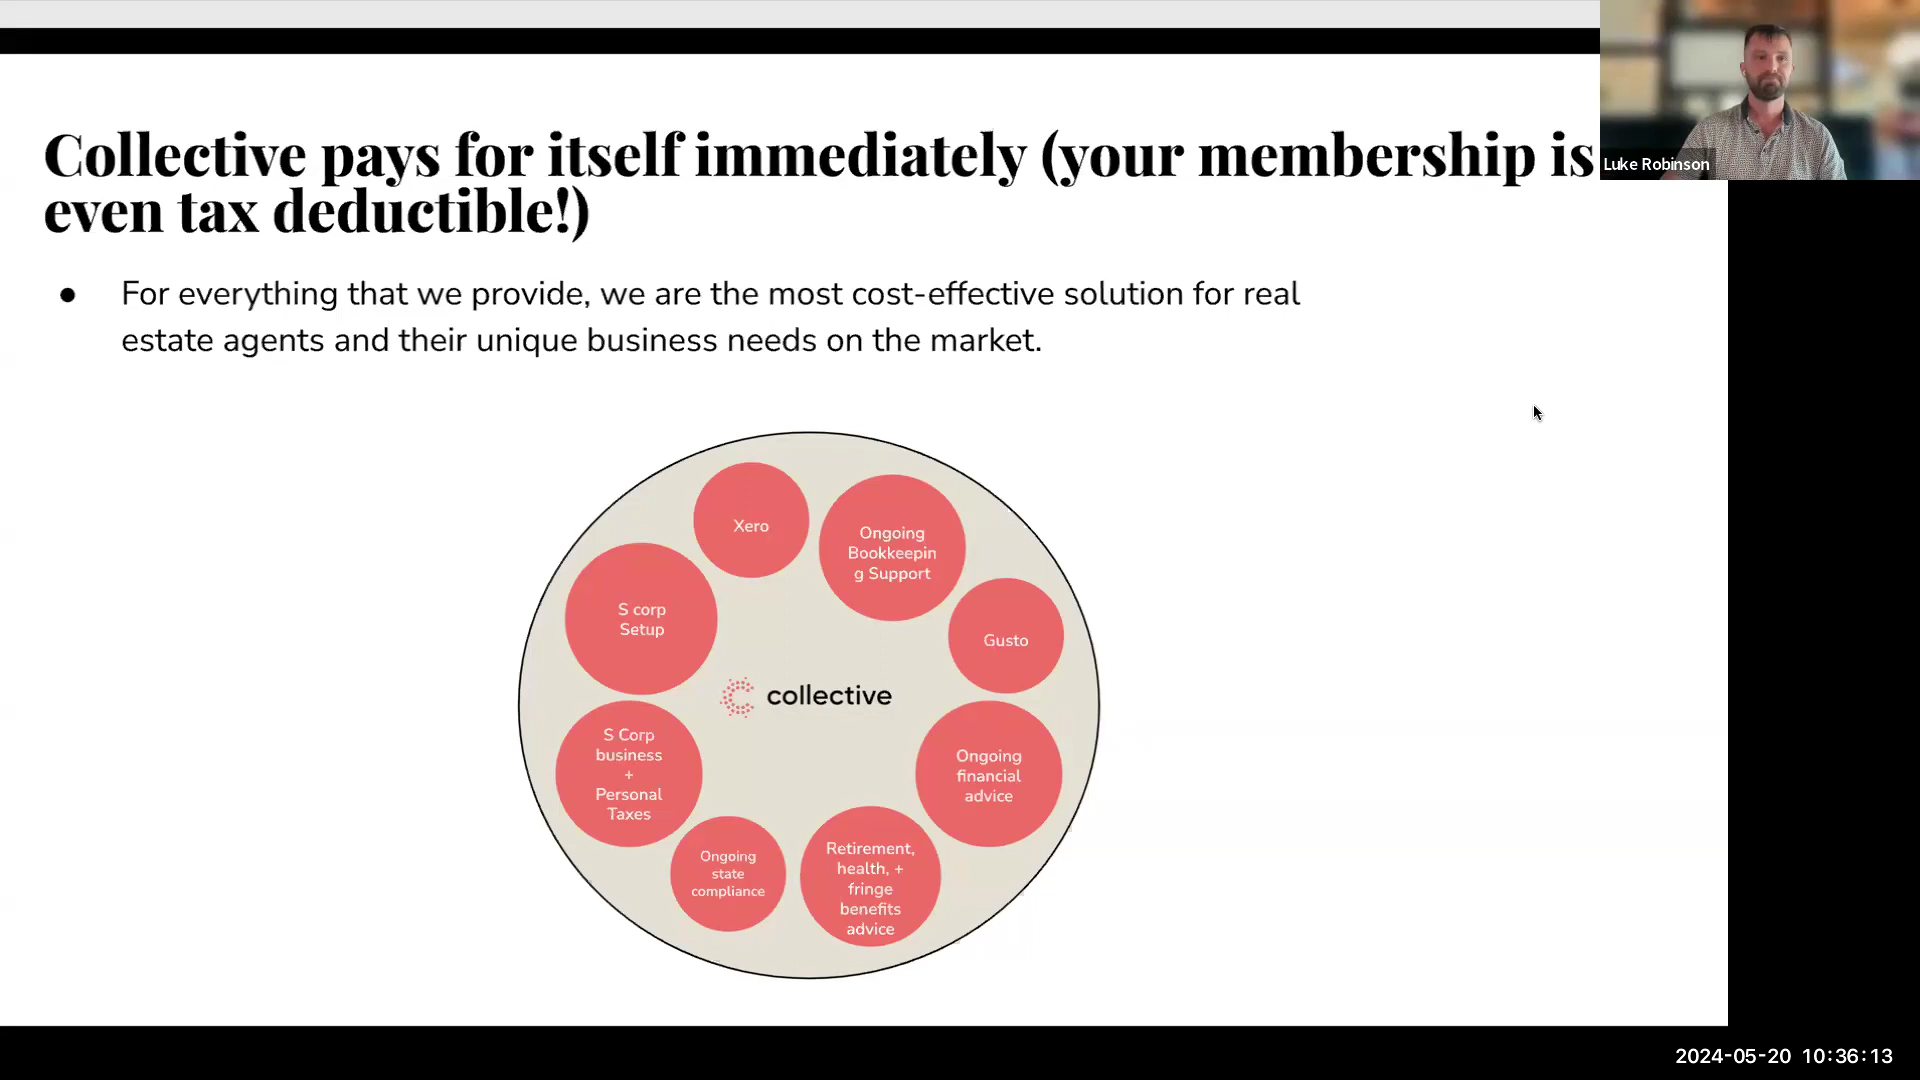 Collective pays for itself immediately (your membership is
even tax deductible!)
Luke Robinson
● For everything that we provide, we are the most cost-effective solution for real
estate agents and their unique business needs on the market.
Xero
Ongoing
Bookkeepin
g Support
S corp
Setup
Gusto
collective
S Corp
business
+
Personal
Taxes
Ongoing
financial
advice
Ongoing
state
compliance
Retirement,
health, +
fringe
benefits
advice
2024-05-20 10:36:13